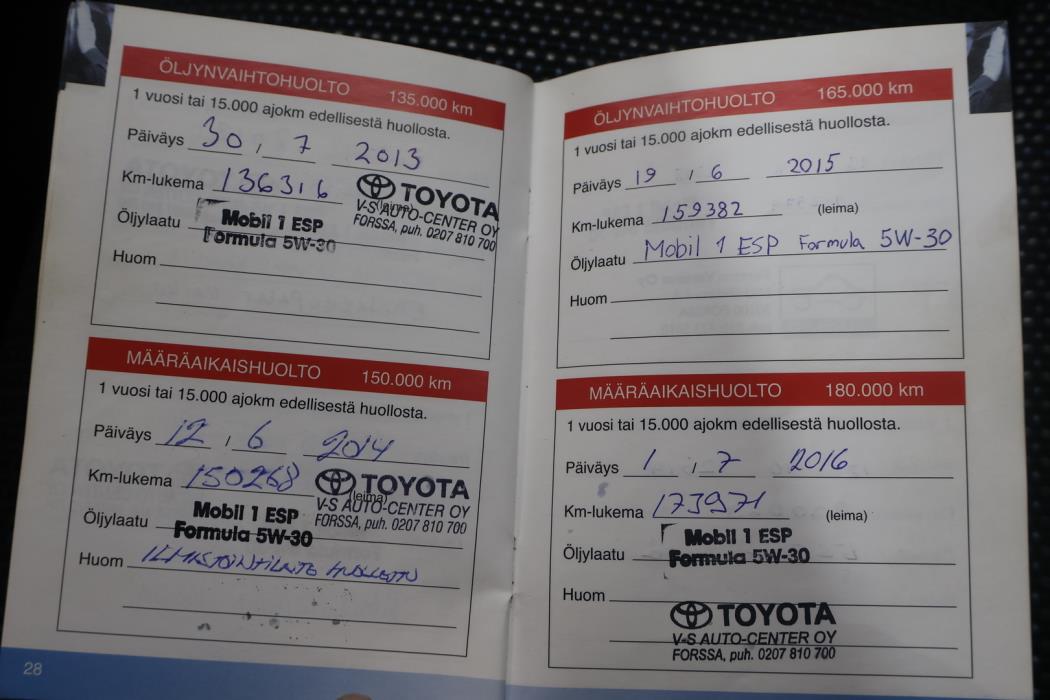 ÖLJYNVAIHTOHUOLTO 135.000 km
1 vuosi tai 15.000 ajokm edellisestä huollosta.
Päiväys 30 / 7 2013
Km-lukema 136316 (leima)
TOYOTA
V-S AUTO-CENTER OY
FORSSA, puh. 0207 810 700
Öljylaatu Mobil 1 ESP
Formula 5W-30
Huom
MÄÄRÄAIKAISHUOLTO 150.000 km
1 vuosi tai 15.000 ajokm edellisestä huollosta.
Päiväys 12 / 6 2014
Km-lukema 150268 (leima)
TOYOTA
V-S AUTO-CENTER OY
FORSSA, puh. 0207 810 700
Öljylaatu Mobil 1 ESP
Formula 5W-30
Huom ILMASTOINTILAITE HUOLLETTU
28
ÖLJYNVAIHTOHUOLTO 165.000 km
1 vuosi tai 15.000 ajokm edellisestä huollosta.
Päiväys 19 / 6 2015
Km-lukema 159382 (leima)
Öljylaatu Mobil 1 ESP Formula 5W-30
Huom
MÄÄRÄAIKAISHUOLTO 180.000 km
1 vuosi tai 15.000 ajokm edellisestä huollosta.
Päiväys 1 / 7 2016
Km-lukema 173971 (leima)
Öljylaatu Mobil 1 ESP
Formula 5W-30
Huom
TOYOTA
V-S AUTO-CENTER OY
FORSSA, puh. 0207 810 700